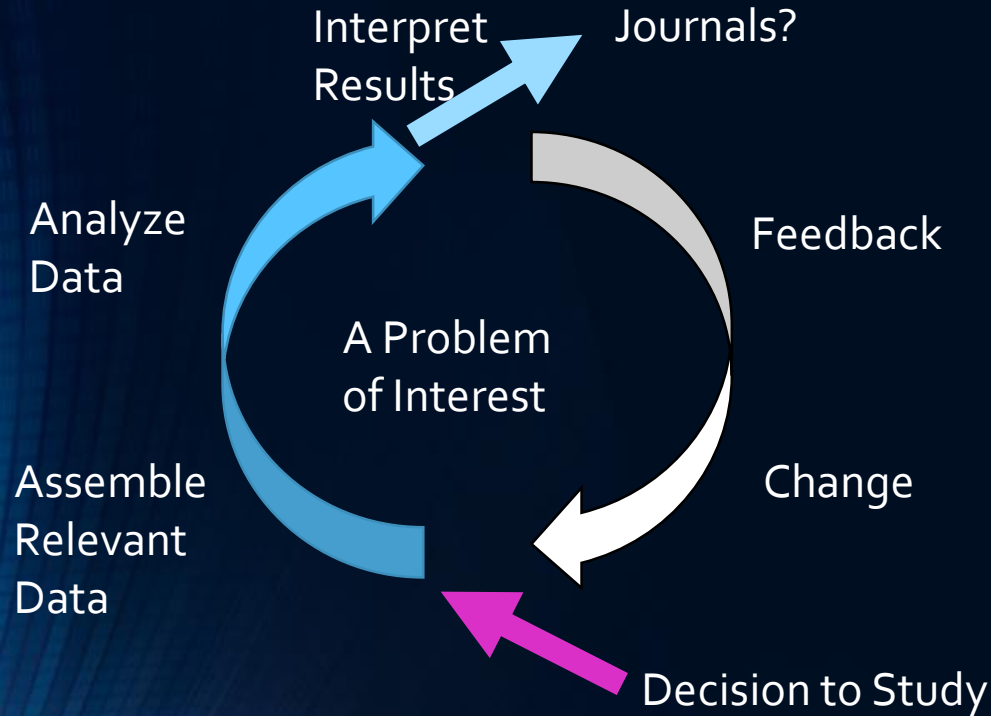 Interpret
Results
Journals?
Analyze
Data
Feedback
A Problem
of Interest
Assemble
Relevant
Data
Change
Decision to Study